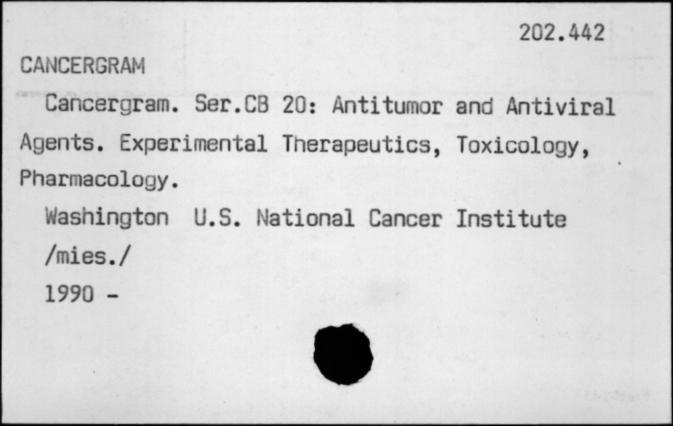 202.442
CANCERGRAM
Cancergram. Ser.CB 20: Antitumor and Antiviral
Agents. Experimental Therapeutics, Toxicology,
Pharmacology.
Washington U.S. National Cancer Institute
/mies./
1990 -